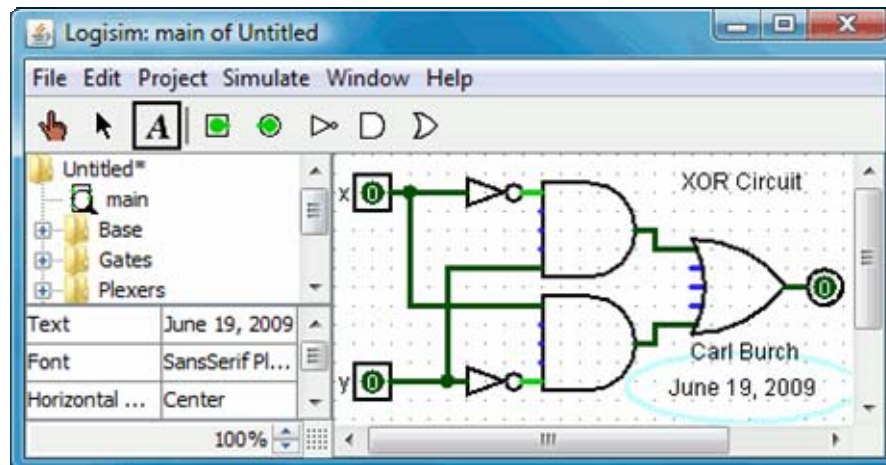 Logisim: main of Untitled
File Edit Project Simulate Window Help
A
Untitled*
main
Base
Gates
Plexers
Text June 19, 2009
Font SansSerif Pl...
Horizontal ... Center
100%
x 0
XOR Circuit
0
y 0
Carl Burch
June 19, 2009